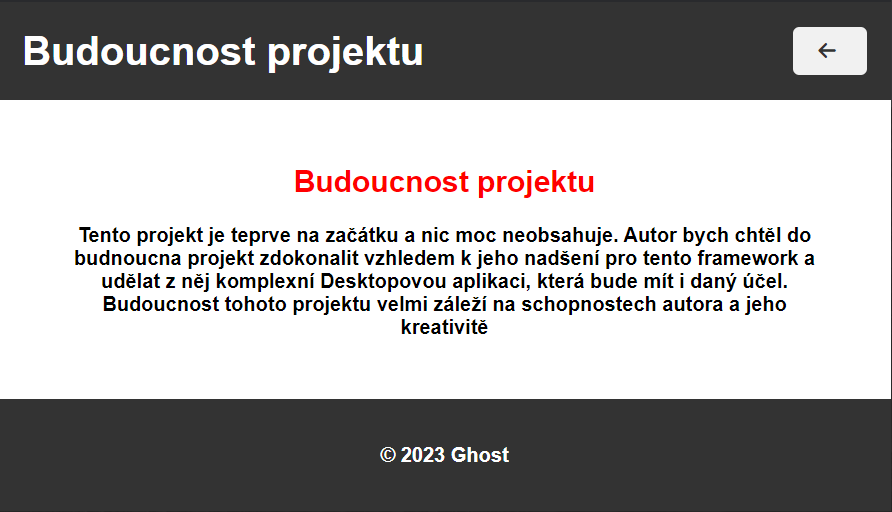 Budoucnost projektu
Budoucnost projektu
Tento projekt je teprve na začátku a nic moc neobsahuje. Autor bych chtěl do
budnoucna projekt zdokonalit vzhledem k jeho nadšení pro tento framework a
udělat z něj komplexní Desktopovou aplikaci, která bude mít i daný účel.
Budoucnost tohoto projektu velmi záleží na schopnostech autora a jeho
kreativitě
© 2023 Ghost